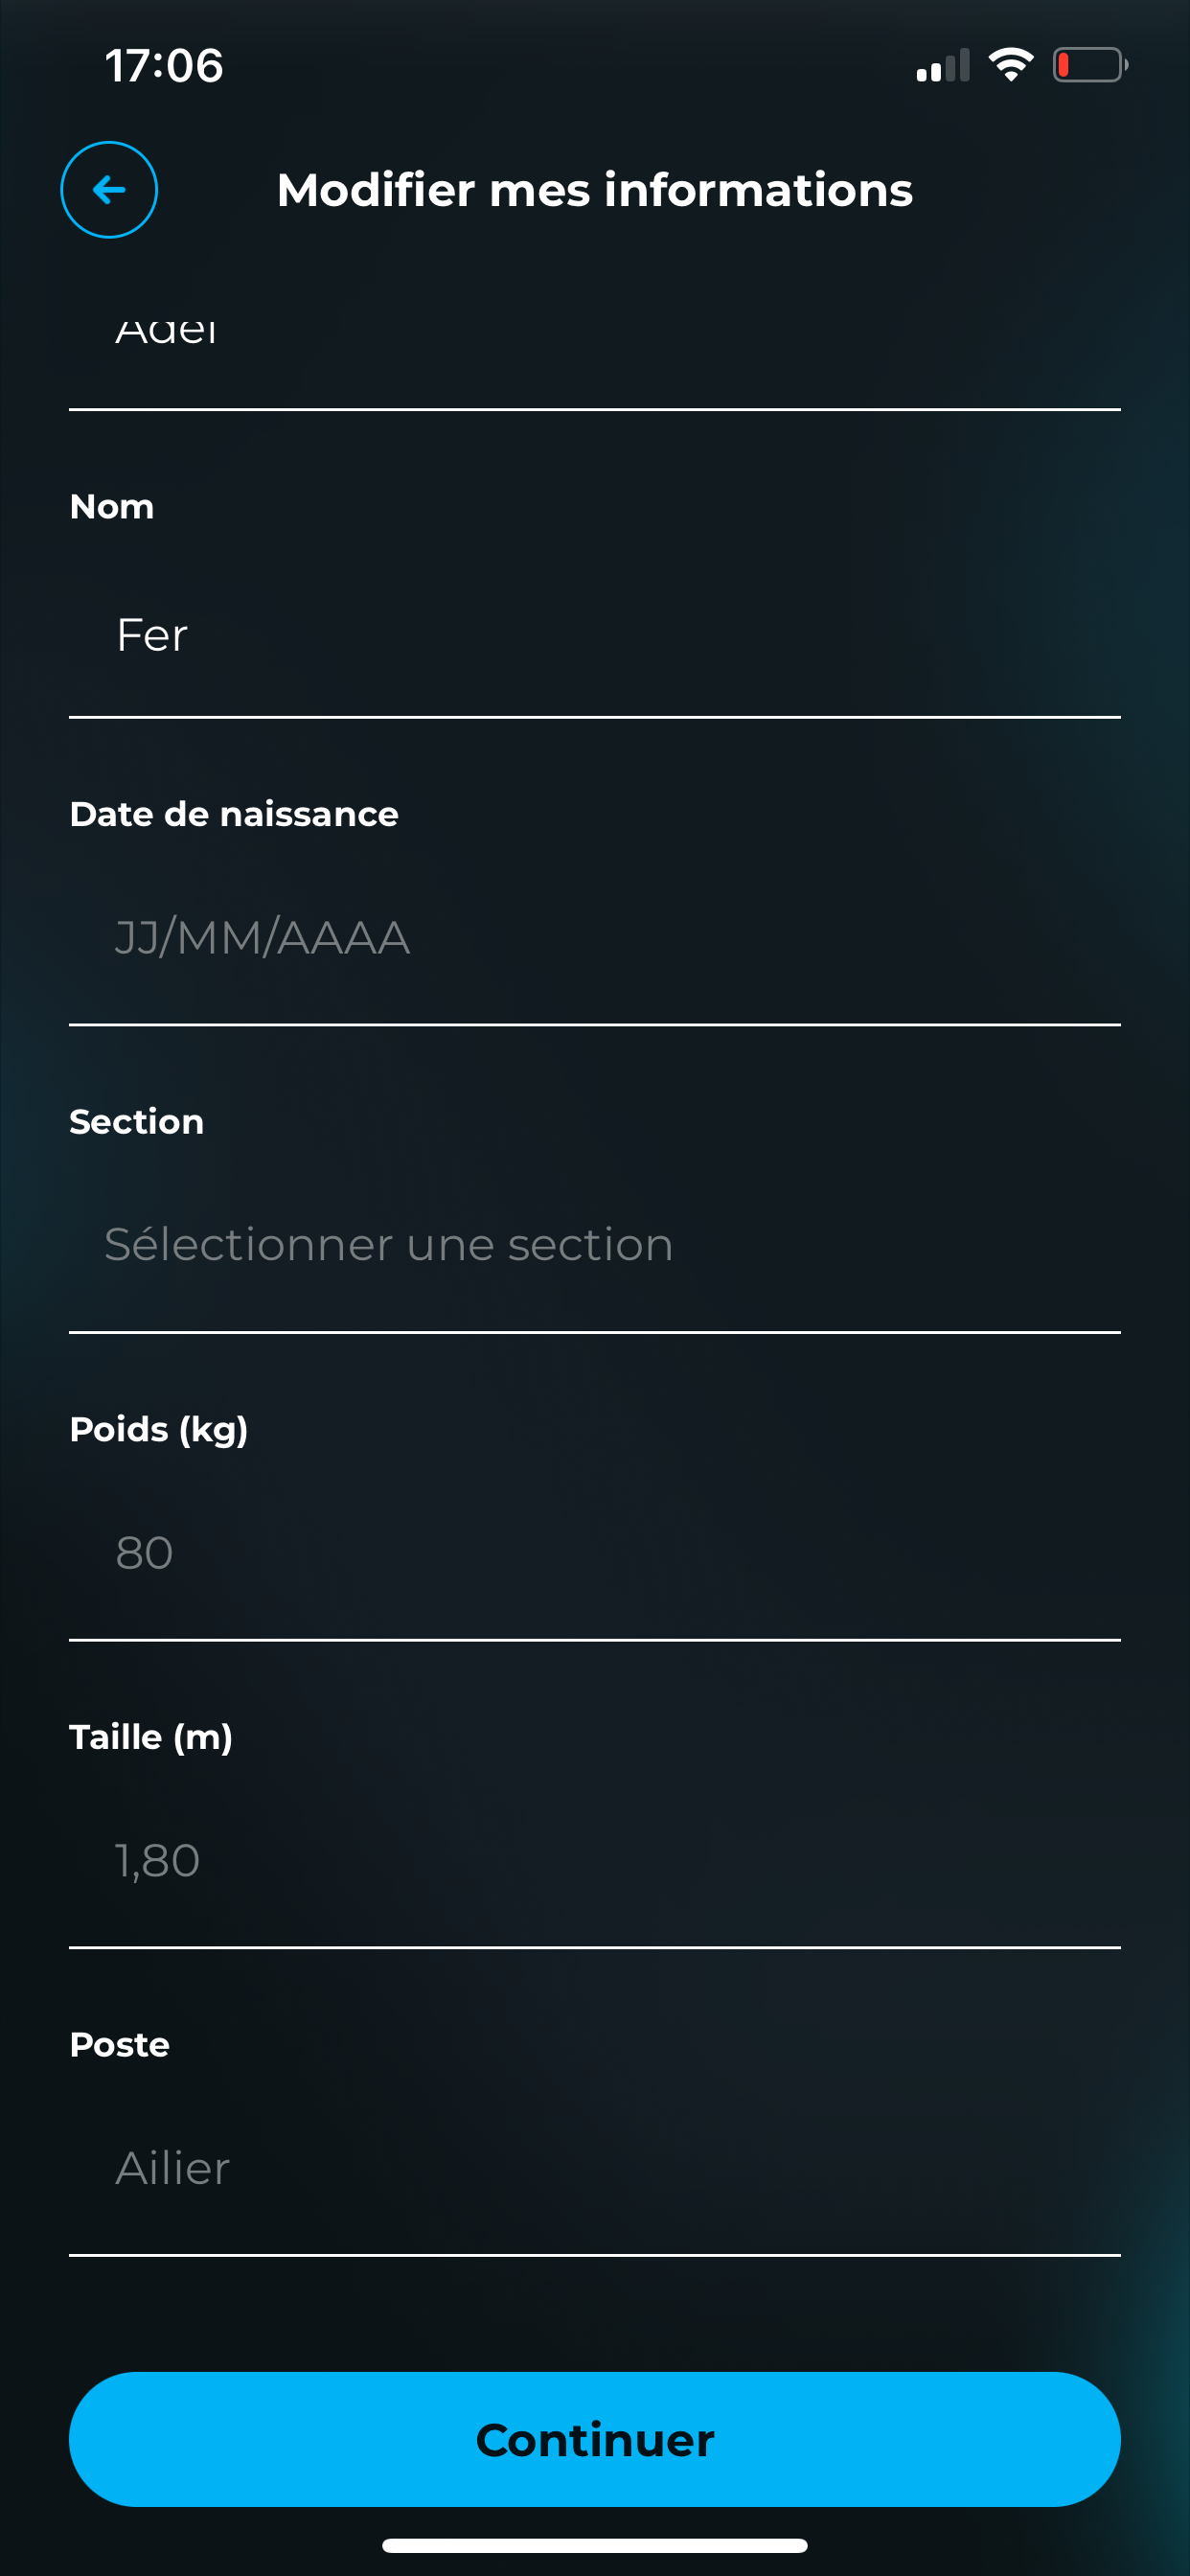 17:06
Modifier mes informations
Nom
Fer
Date de naissance
JJ/MM/AAAA
Section
Sélectionner une section
Poids (kg)
80
Taille (m)
1,80
Poste
Ailier
Continuer